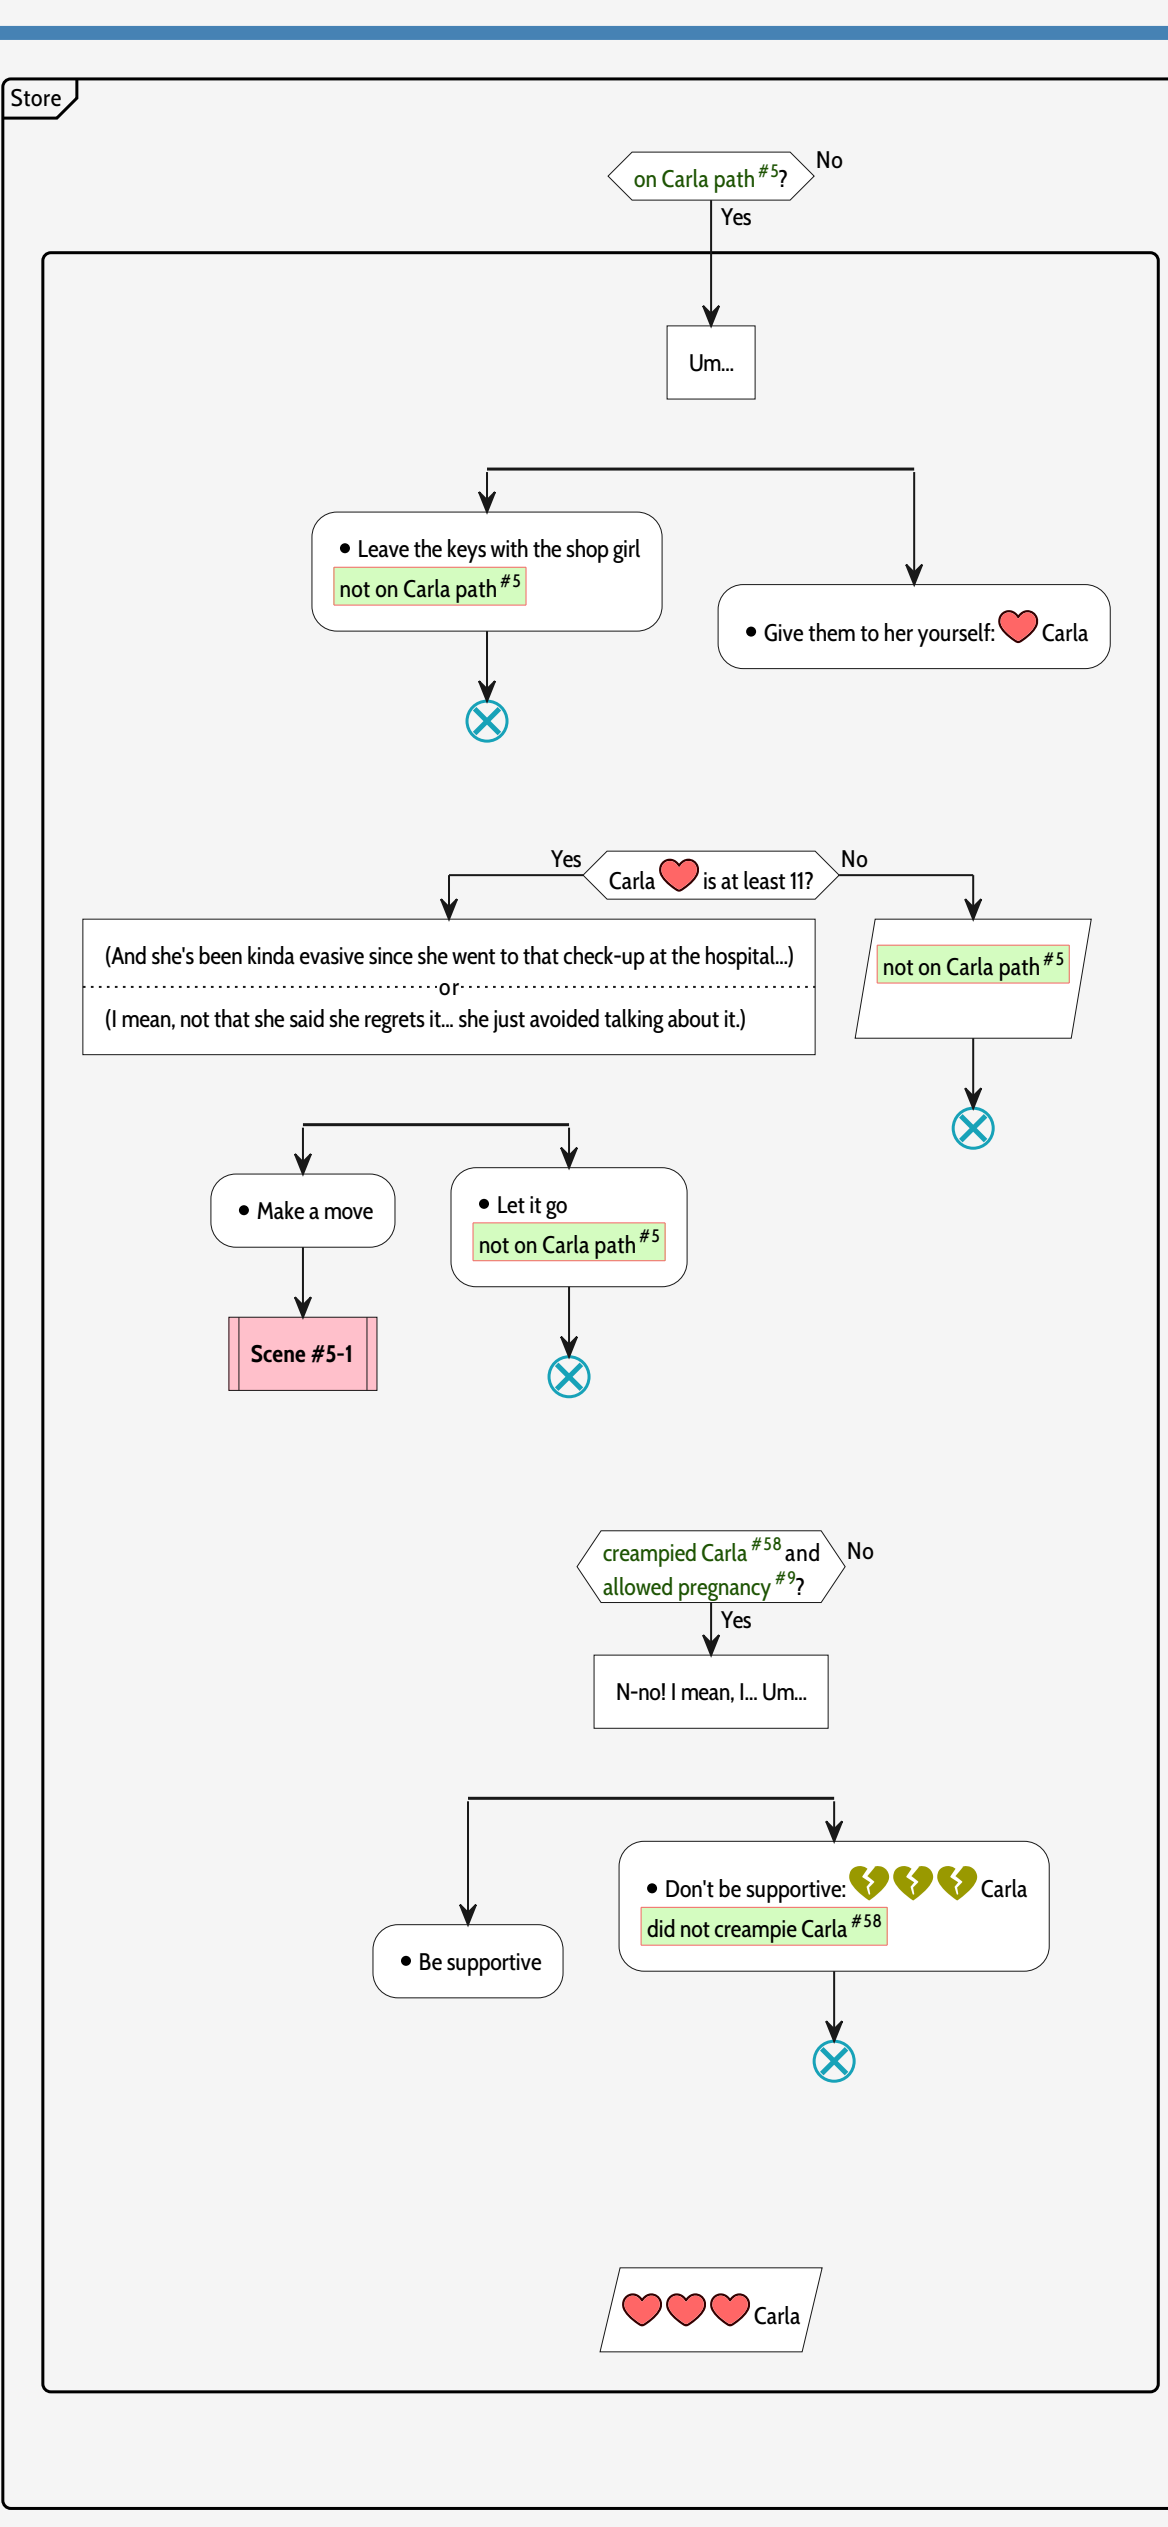 Store
on Carla path #5?
No
Yes
Um...
• Leave the keys with the shop girl
not on Carla path #5
• Give them to her yourself: Carla
Yes
Carla is at least 11?
No
(And she's been kinda evasive since she went to that check-up at the hospital...)
or
(I mean, not that she said she regrets it... she just avoided talking about it.)
not on Carla path #5
• Make a move
• Let it go
not on Carla path #5
Scene #5-1
creampied Carla #58 and
allowed pregnancy #9?
No
Yes
N-no! I mean, I... Um...
• Don't be supportive: Carla
did not creampie Carla #58
• Be supportive
Carla